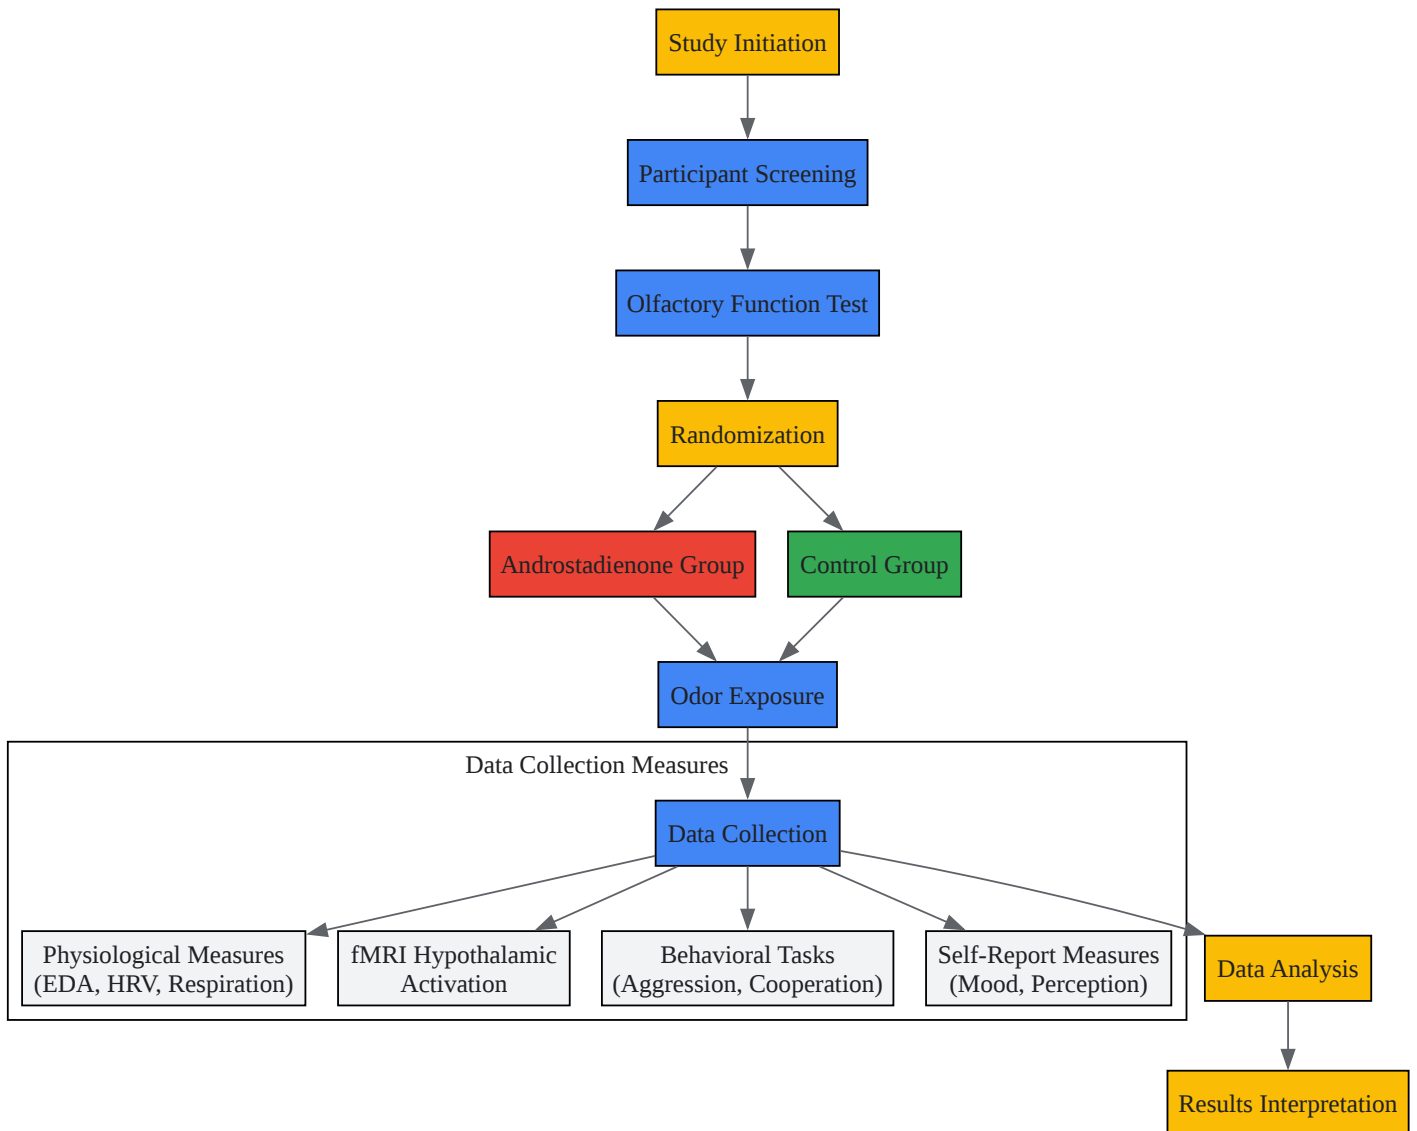 Study Initiation
Participant Screening
Olfactory Function Test
Randomization
Androstadienone Group
Control Group
Odor Exposure
Data Collection Measures
Data Collection
Physiological Measures
(EDA, HRV, Respiration)
fMRI Hypothalamic
Activation
Behavioral Tasks
(Aggression, Cooperation)
Self-Report Measures
(Mood, Perception)
Data Analysis
Results Interpretation